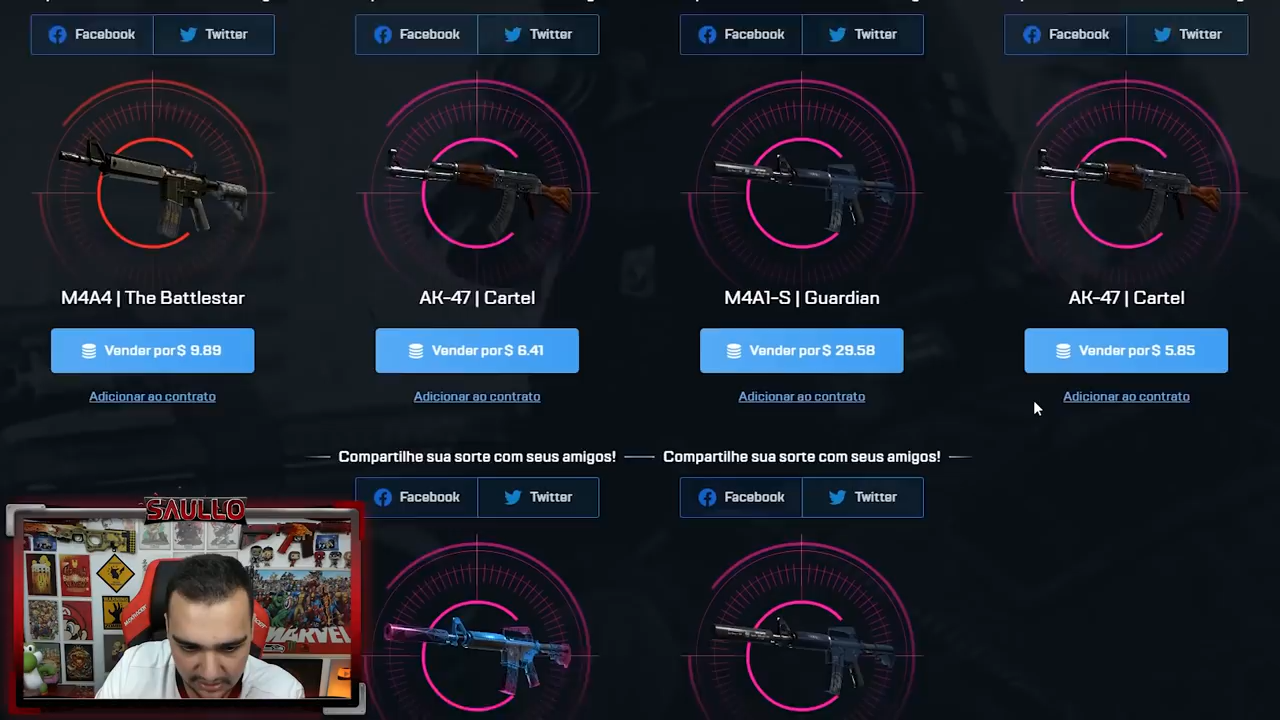 Facebook Twitter Facebook Twitter Facebook Twitter Facebook Twitter
M4A4 | The Battlestar AK-47 | Cartel M4A1-S | Guardian AK-47 | Cartel
Vender por $ 9.89 Vender por $ 6.41 Vender por $ 29.58 Vender por $ 5.85
Adicionar ao contrato Adicionar ao contrato Adicionar ao contrato Adicionar ao contrato
Compartilhe sua sorte com seus amigos! Compartilhe sua sorte com seus amigos!
Facebook Twitter Facebook Twitter
SAULLO
MARVEL